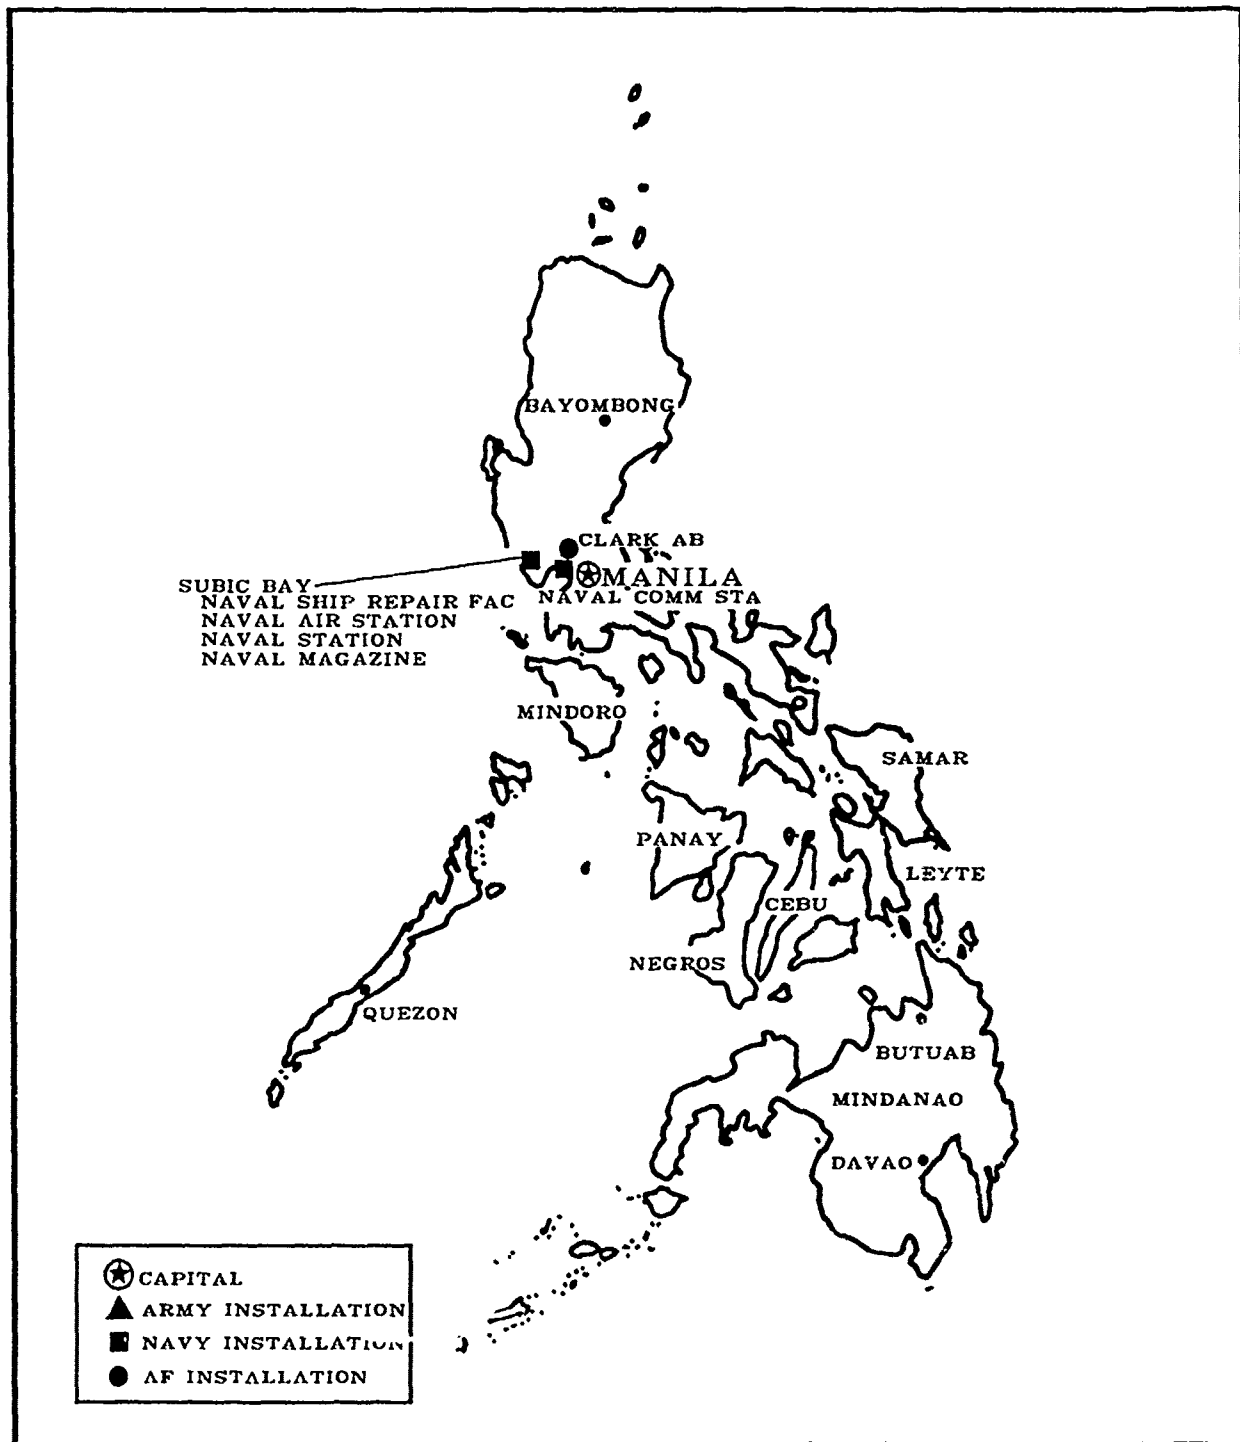 BAYOMBONG
CLARK AB
MANILA
SUBIC BAY
NAVAL SHIP REPAIR FAC
NAVAL COMM STA
NAVAL AIR STATION
NAVAL STATION
NAVAL MAGAZINE
MINDORO
SAMAR
PANAY
LEYTE
CEBU
NEGROS
QUEZON
BUTUAB
MINDANAO
DAVAO
CAPITAL
ARMY INSTALLATION
NAVY INSTALLATION
AF INSTALLATION